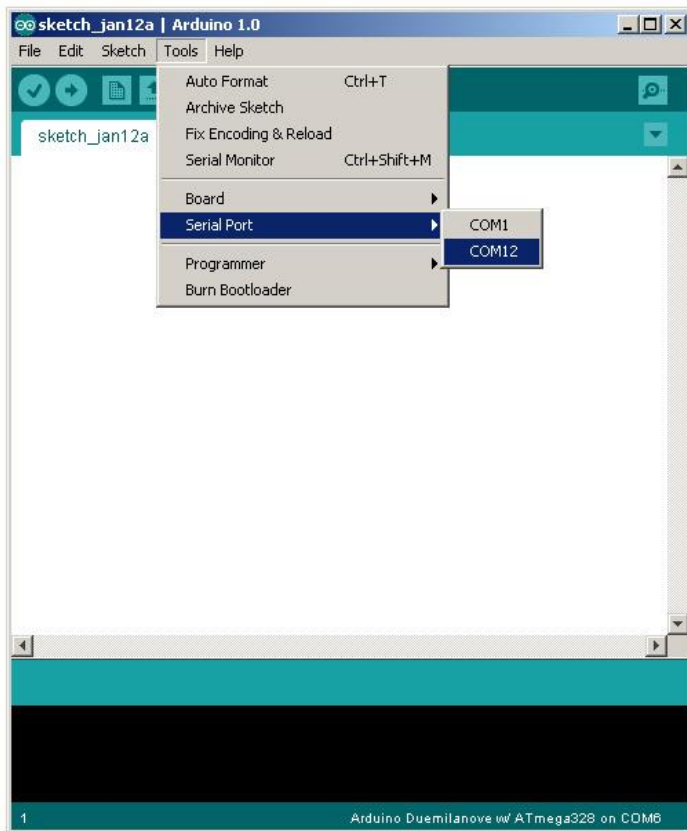 sketch_jan12a | Arduino 1.0
File Edit Sketch Tools Help
sketch_jan12a
Auto Format Ctrl+T
Archive Sketch
Fix Encoding & Reload
Serial Monitor Ctrl+Shift+M
Board
Serial Port
COM1
COM12
Programmer
Burn Bootloader
1 Arduino Duemilanove w/ ATmega328 on COM6